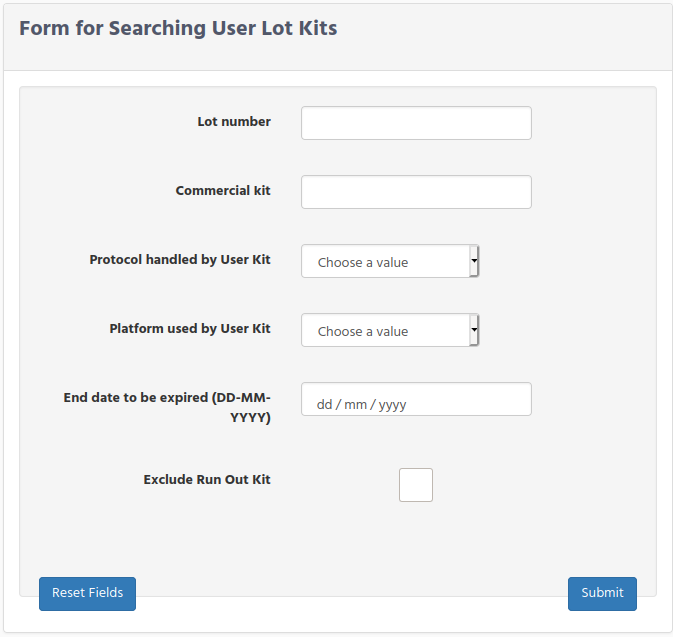 Form for Searching User Lot Kits
Lot number
Commercial kit
Protocol handled by User Kit
Choose a value
Platform used by User Kit
Choose a value
End date to be expired (DD-MM-
YYYY)
dd / mm / yyyy
Exclude Run Out Kit
Reset Fields
Submit